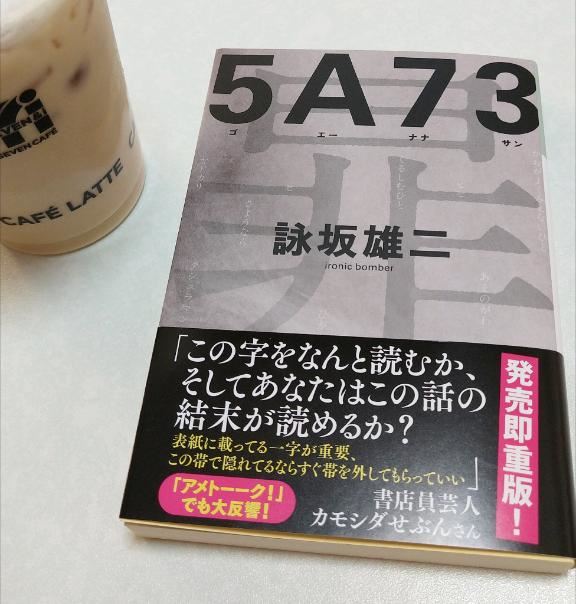 SEVEN CAFÉ
CAFÉ LATTE
5A73
ゴ エー ナナ サン
詠坂雄二
ironic bomber
「この字をなんと読むか、
そしてあなたはこの話の
結末が読めるか?
表紙に載ってる一字が重要、
この帯で隠れてるならすぐ帯を外してもらっていい」
書店員芸人
カモシダせぶんさん
「アメトーーク!」
でも大反響!
発売即重版!